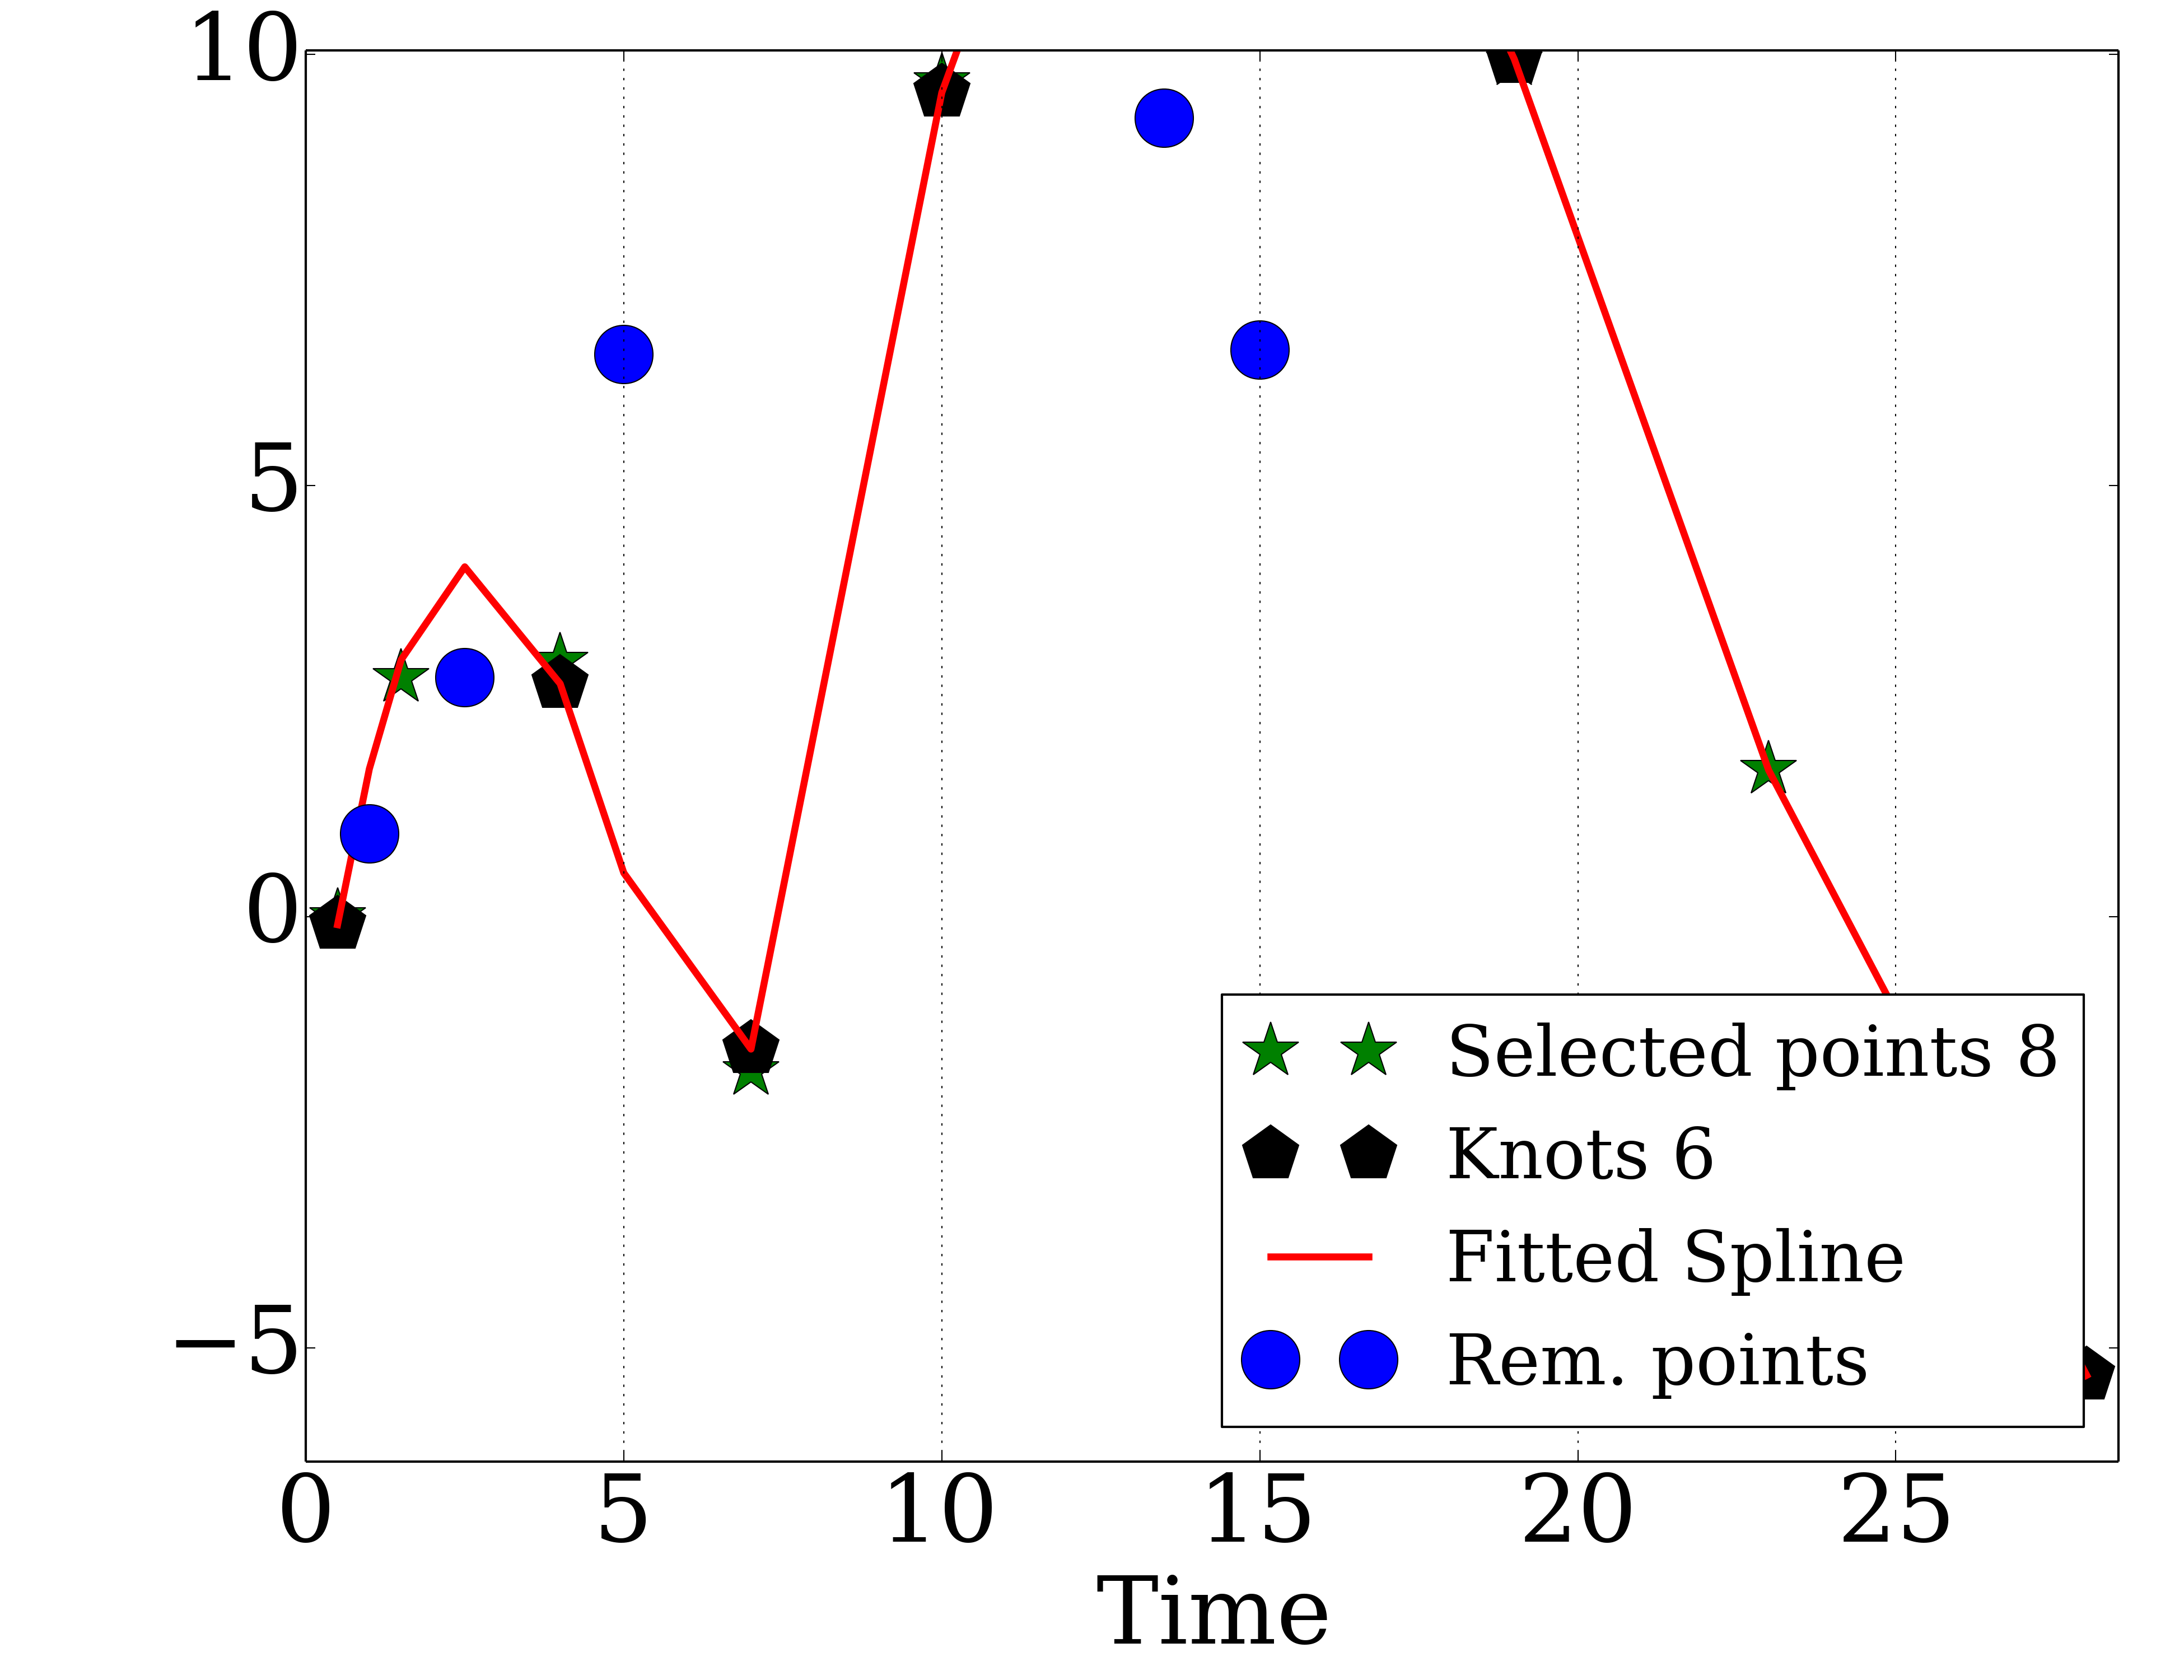 10
5
0
−5
0 5 10 15 20 25
Time
Selected points 8
Knots 6
Fitted Spline
Rem. points